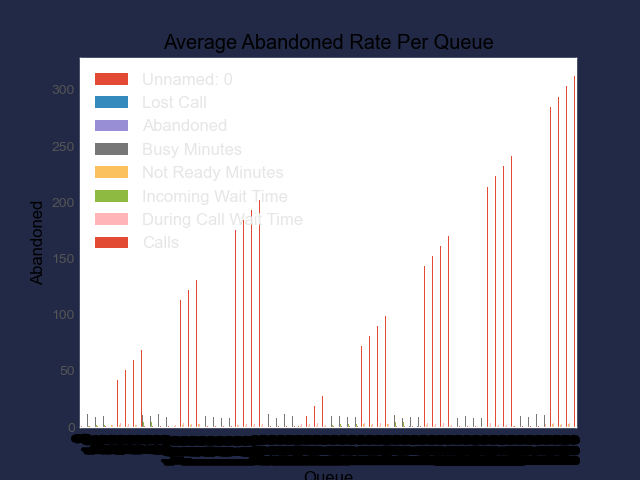 Average Abandoned Rate Per Queue
Unnamed: 0
Lost Call
Abandoned
Busy Minutes
Not Ready Minutes
Incoming Wait Time
During Call Wait Time
Calls
300
250
200
150
100
50
0
Abandoned
Queue